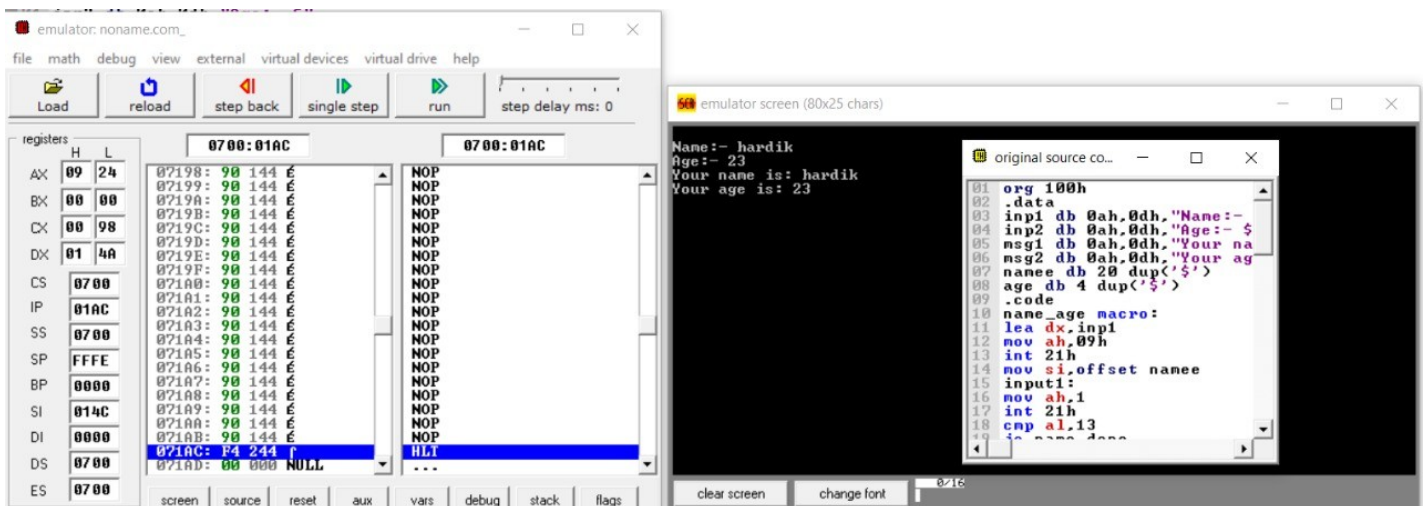 emulator: noname.com_
file math debug view external virtual devices virtual drive help
Load reload step back single step run step delay ms: 0
registers
H L
0700:01AC 0700:01AC
AX 09 24
BX 00 00
CX 00 98
DX 01 4A
CS 0700
IP 01AC
SS 0700
SP FFFE
BP 0000
SI 014C
DI 0000
DS 0700
ES 0700
07198: 90 144 É NOP
07199: 90 144 É NOP
0719A: 90 144 É NOP
0719B: 90 144 É NOP
0719C: 90 144 É NOP
0719D: 90 144 É NOP
0719E: 90 144 É NOP
0719F: 90 144 É NOP
071A0: 90 144 É NOP
071A1: 90 144 É NOP
071A2: 90 144 É NOP
071A3: 90 144 É NOP
071A4: 90 144 É NOP
071A5: 90 144 É NOP
071A6: 90 144 É NOP
071A7: 90 144 É NOP
071A8: 90 144 É NOP
071A9: 90 144 É NOP
071AA: 90 144 É NOP
071AB: 90 144 É NOP
071AC: F4 244 ⌠ HLT
071AD: 00 000 NULL ...
screen source reset aux vars debug stack flags
emulator screen (80x25 chars)
Name:- hardik
Age:- 23
Your name is: hardik
Your age is: 23
original source co...
01 org 100h
02 .data
03 inp1 db 0ah,0dh,"Name:-
04 inp2 db 0ah,0dh,"Age:- $
05 msg1 db 0ah,0dh,"Your na
06 msg2 db 0ah,0dh,"Your ag
07 namee db 20 dup('$')
08 age db 4 dup('$')
09 .code
10 name_age macro:
11 lea dx,inp1
12 mov ah,09h
13 int 21h
14 mov si,offset namee
15 input1:
16 mov ah,1
17 int 21h
18 cmp al,13
clear screen change font 0/16